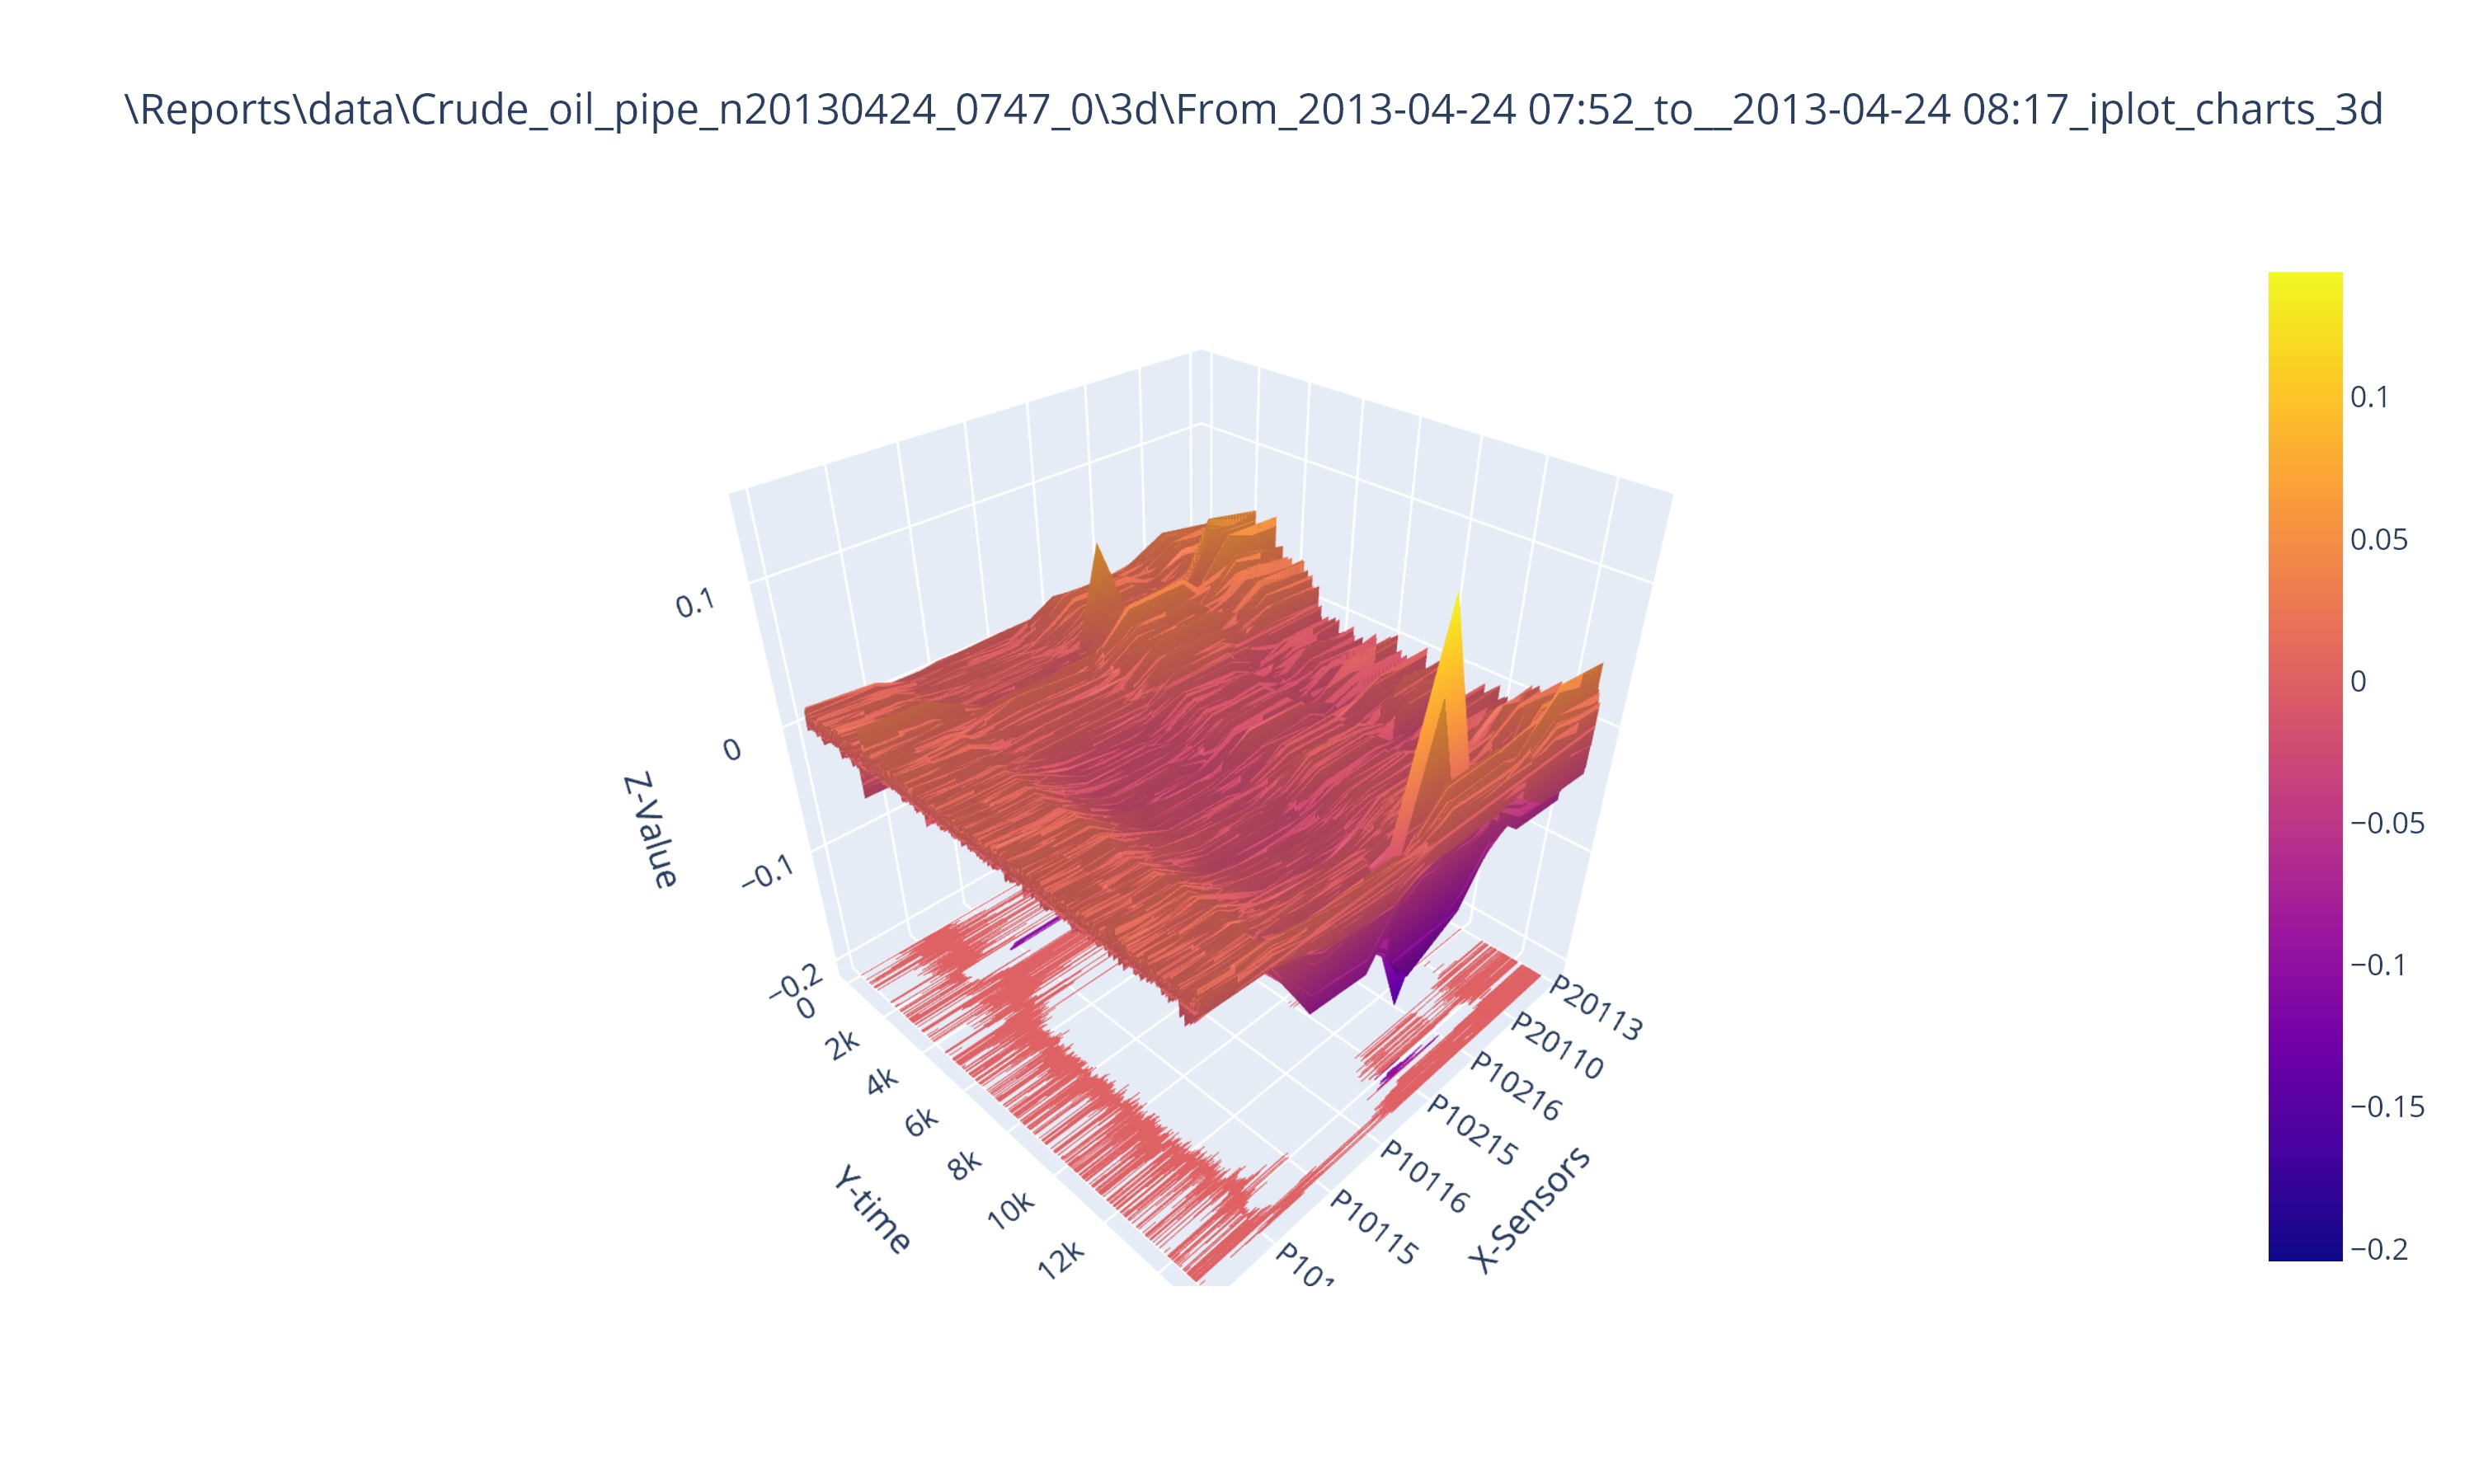 \Reports\data\Crude_oil_pipe_n20130424_0747_0\3d\From_2013-04-24 07:52_to__2013-04-24 08:17_iplot_charts_3d
0.1
0
−0.1
−0.2
Z-Value
0
2k
4k
6k
8k
10k
12k
Y-time
P20113
P20110
P10216
P10215
P10116
P10115
X-Sensors
0.1
0.05
0
−0.05
−0.1
−0.15
−0.2